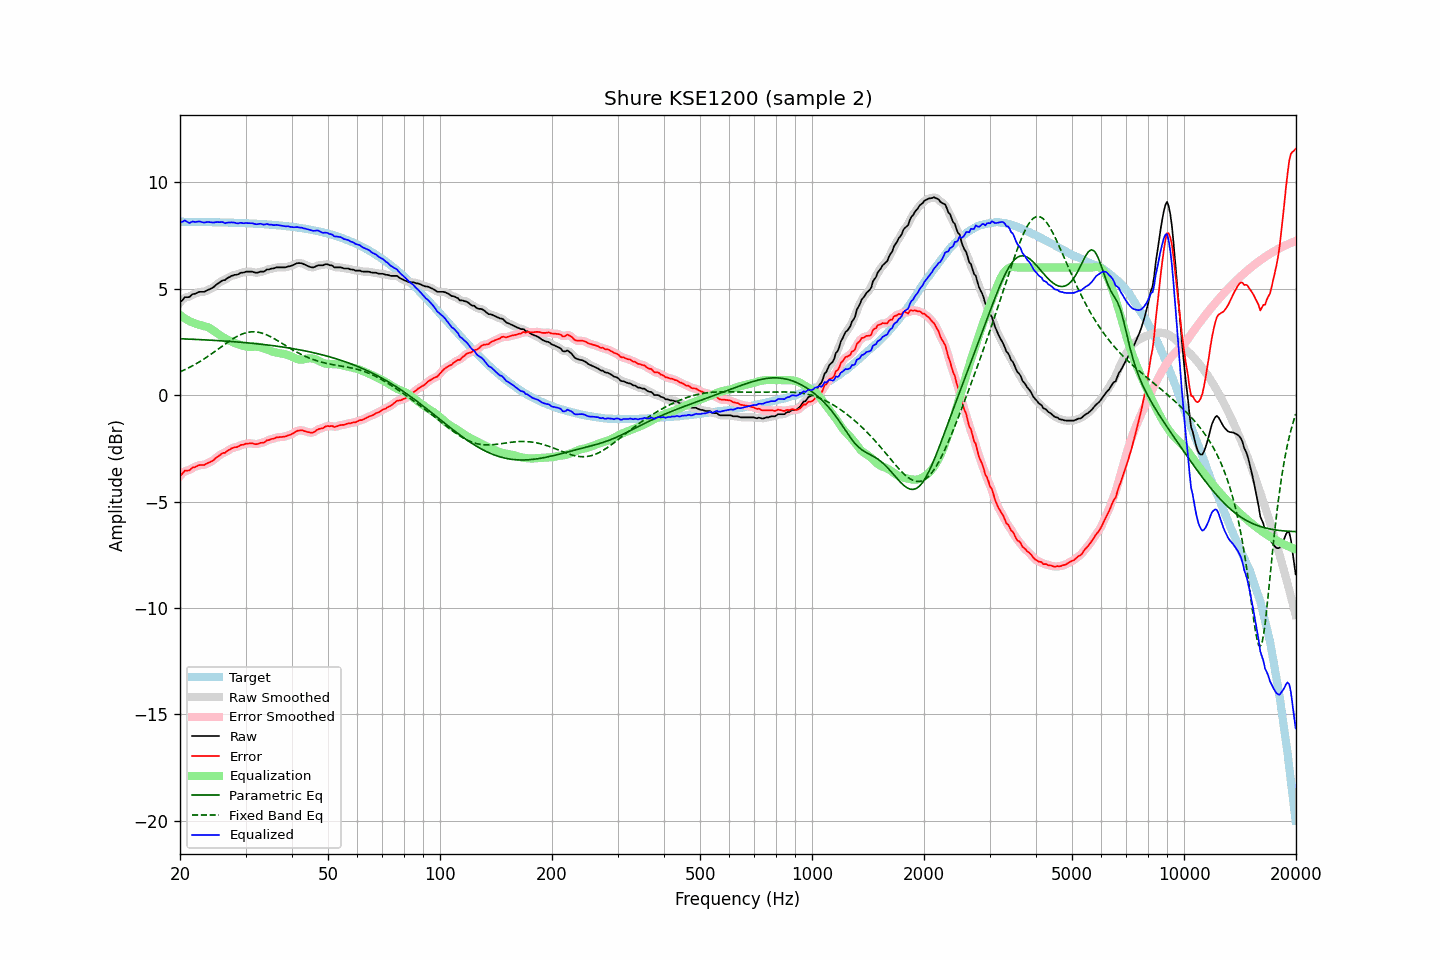 Shure KSE1200 (sample 2)
Amplitude (dBr)
10
5
0
−5
−10
−15
−20
Target
Raw Smoothed
Error Smoothed
Raw
Error
Equalization
Parametric Eq
Fixed Band Eq
Equalized
20
50
100
200
500
1000
2000
5000
10000
20000
Frequency (Hz)